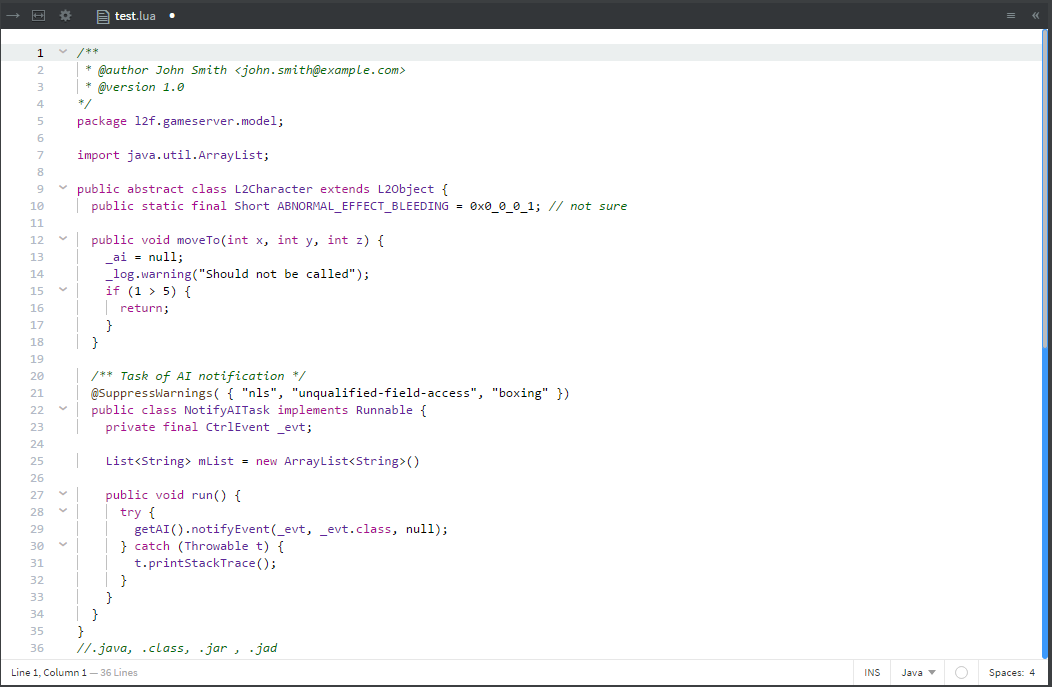 test.lua
1 /**
2 * @author John Smith <john.smith@example.com>
3 * @version 1.0
4 */
5 package l2f.gameserver.model;
6
7 import java.util.ArrayList;
8
9 public abstract class L2Character extends L2Object {
10 public static final Short ABNORMAL_EFFECT_BLEEDING = 0x0_0_0_1; // not sure
11
12 public void moveTo(int x, int y, int z) {
13 _ai = null;
14 _log.warning("Should not be called");
15 if (1 > 5) {
16 return;
17 }
18 }
19
20 /** Task of AI notification */
21 @SuppressWarnings( { "nls", "unqualified-field-access", "boxing" })
22 public class NotifyAITask implements Runnable {
23 private final CtrlEvent _evt;
24
25 List<String> mList = new ArrayList<String>()
26
27 public void run() {
28 try {
29 getAI().notifyEvent(_evt, _evt.class, null);
30 } catch (Throwable t) {
31 t.printStackTrace();
32 }
33 }
34 }
35 }
36 //.java, .class, .jar , .jad
Line 1, Column 1 — 36 Lines INS Java Spaces: 4